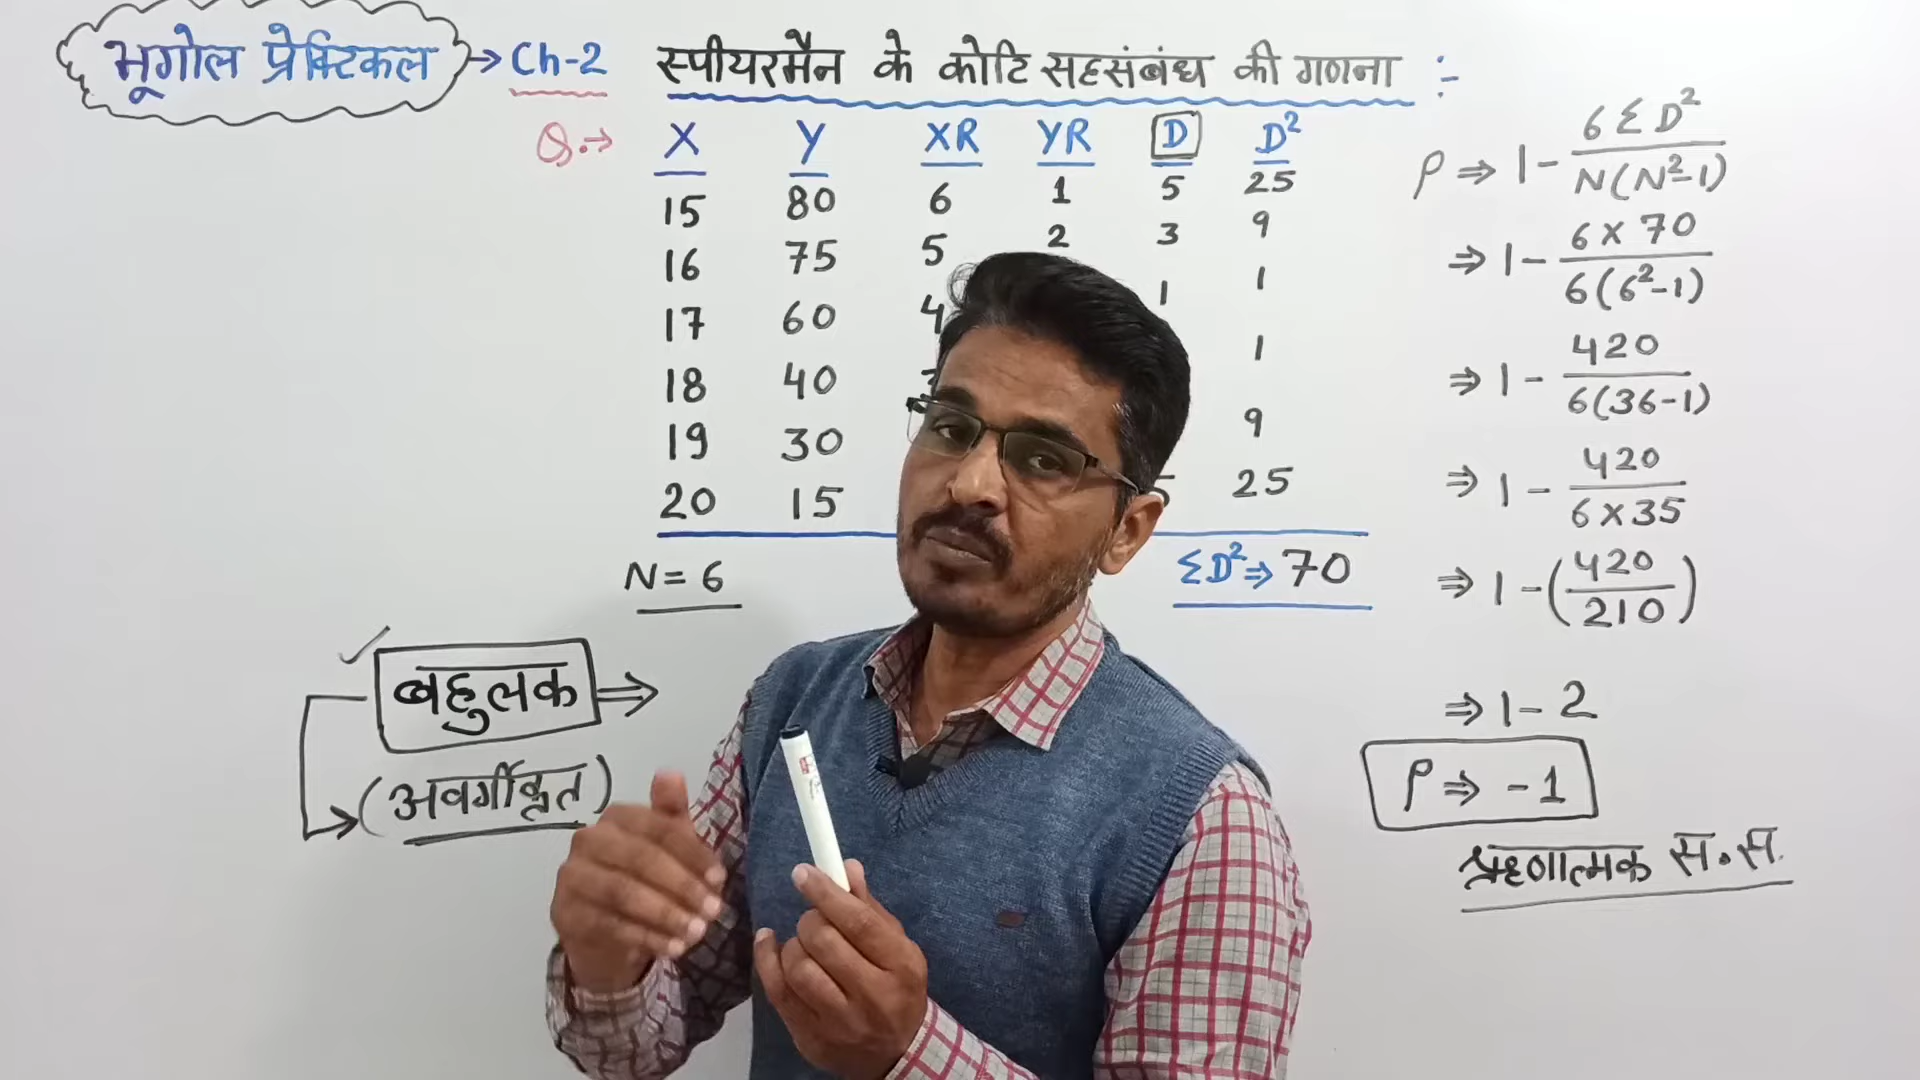 भूगोल प्रेक्टिकल → Ch-2 स्पीयरमैन के कोटि सहसंबंध की गणना :-
Q.→ X Y XR YR D D²
15 80 6 1 5 25
16 75 5 2 3 9
17 60 4 1 1
18 40 1
19 30 9
20 15 25
N = 6 ΣD² ⇒ 70
बहुलक ⇒
(अवर्गीकृत)
ρ ⇒ 1 - 6ΣD² / N(N²-1)
⇒ 1 - 6 × 70 / 6(6²-1)
⇒ 1 - 420 / 6(36-1)
⇒ 1 - 420 / 6×35
⇒ 1 - (420 / 210)
⇒ 1 - 2
ρ ⇒ -1
ऋणात्मक स.स.